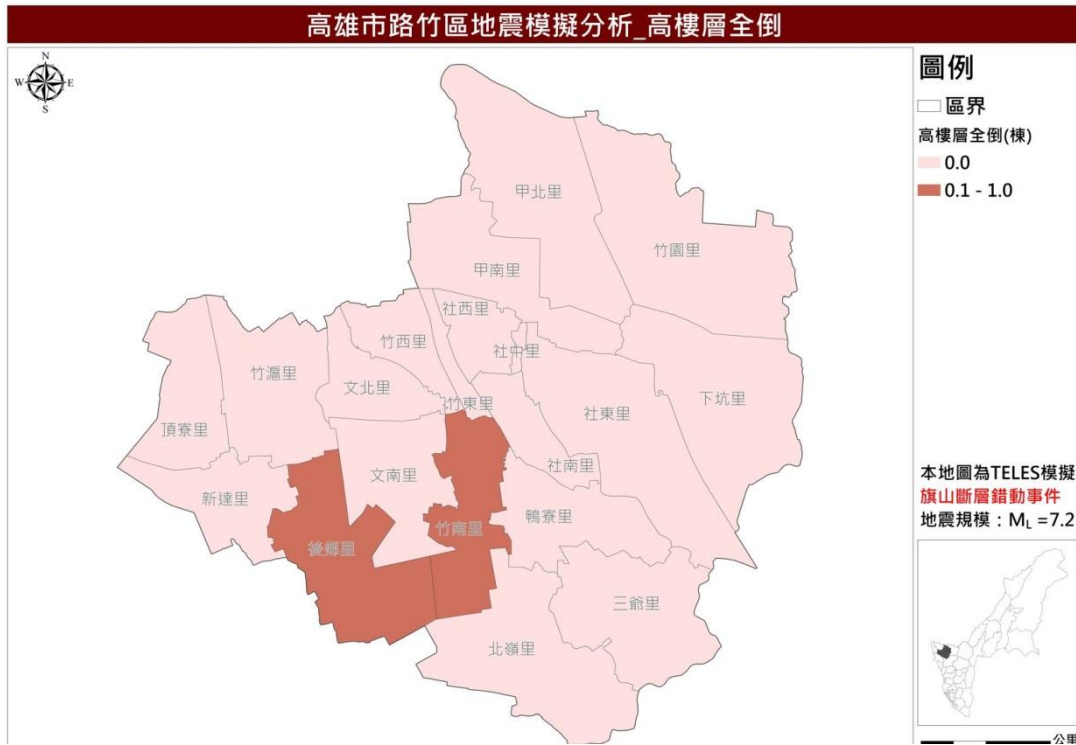 高雄市路竹區地震模擬分析_高樓層全倒
N
W
E
S
圖例
區界
高樓層全倒(棟)
0.0
0.1 - 1.0
甲北里
竹園里
甲南里
社西里
竹西里
社中里
竹滬里
文北里
竹東里
社東里
下坑里
頂寮里
社南里
文南里
新達里
鴨寮里
竹南里
後鄉里
三爺里
北嶺里
本地圖為TELES模擬
旗山斷層錯動事件
地震規模：ML =7.2
公里